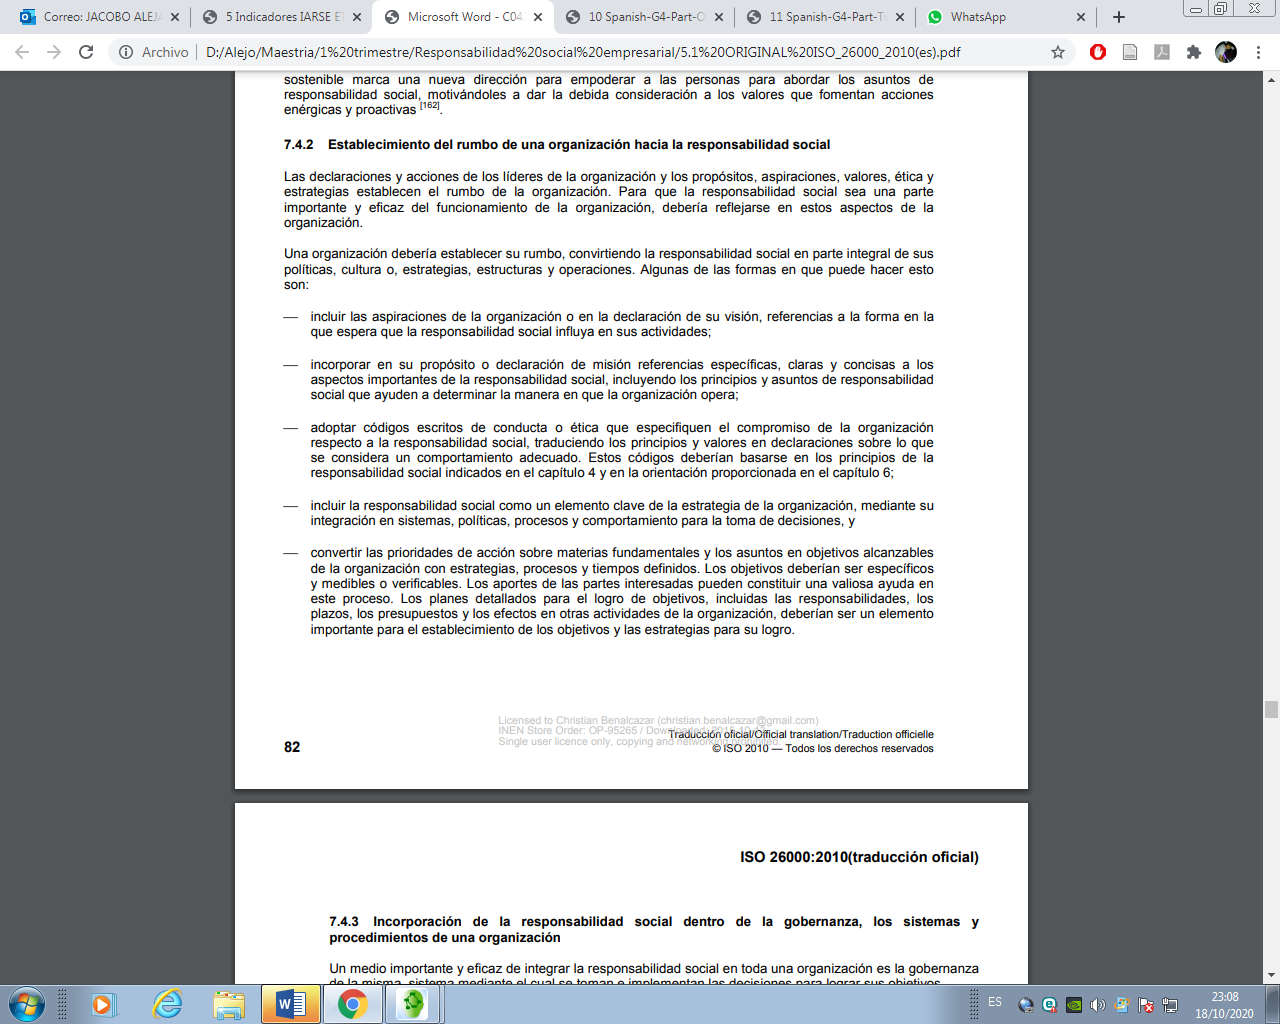 Correo: JACOBO ALEJA
5 Indicadores IARSE ET
Microsoft Word - C04
10 Spanish-G4-Part-O
11 Spanish-G4-Part-Tw
WhatsApp
Archivo
D:/Alejo/Maestria/1%20trimestre/Responsabilidad%20social%20empresarial/5.1%20ORIGINAL%20ISO_26000_2010(es).pdf
sostenible marca una nueva dirección para empoderar a las personas para abordar los asuntos de
responsabilidad social, motivándoles a dar la debida consideración a los valores que fomentan acciones
enérgicas y proactivas [162].
7.4.2 Establecimiento del rumbo de una organización hacia la responsabilidad social
Las declaraciones y acciones de los líderes de la organización y los propósitos, aspiraciones, valores, ética y
estrategias establecen el rumbo de la organización. Para que la responsabilidad social sea una parte
importante y eficaz del funcionamiento de la organización, debería reflejarse en estos aspectos de la
organización.
Una organización debería establecer su rumbo, convirtiendo la responsabilidad social en parte integral de sus
políticas, cultura o, estrategias, estructuras y operaciones. Algunas de las formas en que puede hacer esto
son:
— incluir las aspiraciones de la organización o en la declaración de su visión, referencias a la forma en la
que espera que la responsabilidad social influya en sus actividades;
— incorporar en su propósito o declaración de misión referencias específicas, claras y concisas a los
aspectos importantes de la responsabilidad social, incluyendo los principios y asuntos de responsabilidad
social que ayuden a determinar la manera en que la organización opera;
— adoptar códigos escritos de conducta o ética que especifiquen el compromiso de la organización
respecto a la responsabilidad social, traduciendo los principios y valores en declaraciones sobre lo que
se considera un comportamiento adecuado. Estos códigos deberían basarse en los principios de la
responsabilidad social indicados en el capítulo 4 y en la orientación proporcionada en el capítulo 6;
— incluir la responsabilidad social como un elemento clave de la estrategia de la organización, mediante su
integración en sistemas, políticas, procesos y comportamiento para la toma de decisiones, y
— convertir las prioridades de acción sobre materias fundamentales y los asuntos en objetivos alcanzables
de la organización con estrategias, procesos y tiempos definidos. Los objetivos deberían ser específicos
y medibles o verificables. Los aportes de las partes interesadas pueden constituir una valiosa ayuda en
este proceso. Los planes detallados para el logro de objetivos, incluidas las responsabilidades, los
plazos, los presupuestos y los efectos en otras actividades de la organización, deberían ser un elemento
importante para el establecimiento de los objetivos y las estrategias para su logro.
Licensed to Christian Benalcazar (christian.benalcazar@gmail.com)
INEN Store Order: OP-95265 / Downloaded:
Single user licence only, copying and networking prohibited.
Traducción oficial/Official translation/Traduction officielle
82
© ISO 2010 — Todos los derechos reservados
ISO 26000:2010(traducción oficial)
7.4.3 Incorporación de la responsabilidad social dentro de la gobernanza, los sistemas y
procedimientos de una organización
Un medio importante y eficaz de integrar la responsabilidad social en toda una organización es la gobernanza
de la misma, sistema mediante el cual se toman e implementan las decisiones para lograr sus objetivos.
ES
23:08
18/10/2020